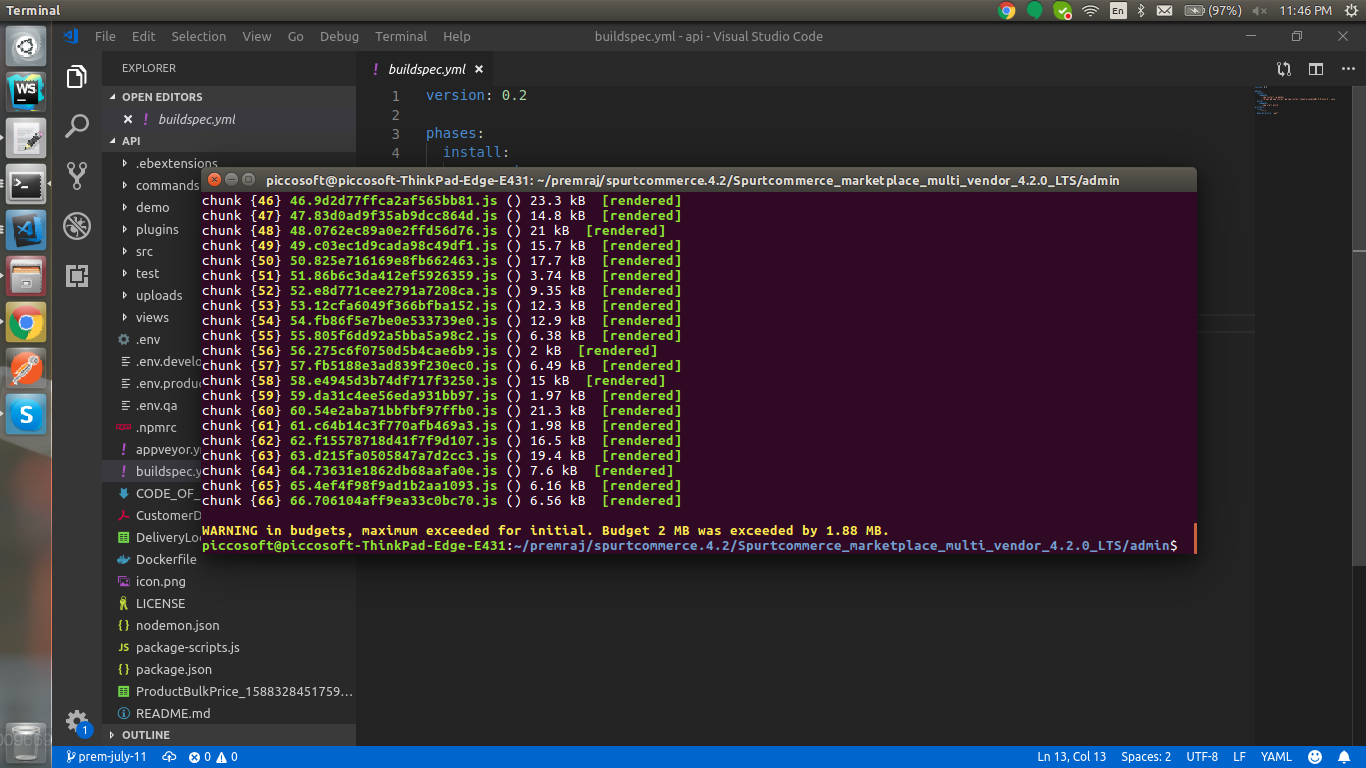 Terminal
En
(97%)
11:46 PM
File Edit Selection View Go Debug Terminal Help
buildspec.yml - api - Visual Studio Code
EXPLORER
OPEN EDITORS
buildspec.yml
API
.ebextensions
commands
demo
plugins
src
test
uploads
views
.env
.env.develo
.env.produc
.env.qa
.npmrc
appveyor.y
buildspec.y
CODE_OF_
CustomerD
DeliveryLo
Dockerfile
icon.png
LICENSE
nodemon.json
package-scripts.js
package.json
ProductBulkPrice_1588328451759...
README.md
OUTLINE
buildspec.yml
1 version: 0.2
2
3 phases:
4 install:
piccosoft@piccosoft-ThinkPad-Edge-E431: ~/premraj/spurtcommerce.4.2/Spurtcommerce_marketplace_multi_vendor_4.2.0_LTS/admin
chunk {46} 46.9d2d77ffca2af565bb81.js () 23.3 kB [rendered]
chunk {47} 47.83d0ad9f35ab9dcc864d.js () 14.8 kB [rendered]
chunk {48} 48.0762ec89a0e2ffd56d76.js () 21 kB [rendered]
chunk {49} 49.c03ec1d9cada98c49df1.js () 15.7 kB [rendered]
chunk {50} 50.825e716169e8fb662463.js () 17.7 kB [rendered]
chunk {51} 51.86b6c3da412ef5926359.js () 3.74 kB [rendered]
chunk {52} 52.e8d771cee2791a7208ca.js () 9.35 kB [rendered]
chunk {53} 53.12cfa6049f366bfba152.js () 12.3 kB [rendered]
chunk {54} 54.fb86f5e7be0e533739e0.js () 12.9 kB [rendered]
chunk {55} 55.805f6dd92a5bba5a98c2.js () 6.38 kB [rendered]
chunk {56} 56.275c6f0750d5b4cae6b9.js () 2 kB [rendered]
chunk {57} 57.fb5188e3ad839f230ec0.js () 6.49 kB [rendered]
chunk {58} 58.e4945d3b74df717f3250.js () 15 kB [rendered]
chunk {59} 59.da31c4ee56eda931bb97.js () 1.97 kB [rendered]
chunk {60} 60.54e2aba71bbfbf97ffb0.js () 21.3 kB [rendered]
chunk {61} 61.c64b14c3f770afb469a3.js () 1.98 kB [rendered]
chunk {62} 62.f15578718d41f7f9d107.js () 16.5 kB [rendered]
chunk {63} 63.d215fa0505847a7d2cc3.js () 19.4 kB [rendered]
chunk {64} 64.73631e1862db68aafa0e.js () 7.6 kB [rendered]
chunk {65} 65.4ef4f98f9ad1b2aa1093.js () 6.16 kB [rendered]
chunk {66} 66.706104aff9ea33c0bc70.js () 6.56 kB [rendered]
WARNING in budgets, maximum exceeded for initial. Budget 2 MB was exceeded by 1.88 MB.
piccosoft@piccosoft-ThinkPad-Edge-E431:~/premraj/spurtcommerce.4.2/Spurtcommerce_marketplace_multi_vendor_4.2.0_LTS/admin$
WS
1
prem-july-11
0 0
Ln 13, Col 13
Spaces: 2
UTF-8
LF
YAML